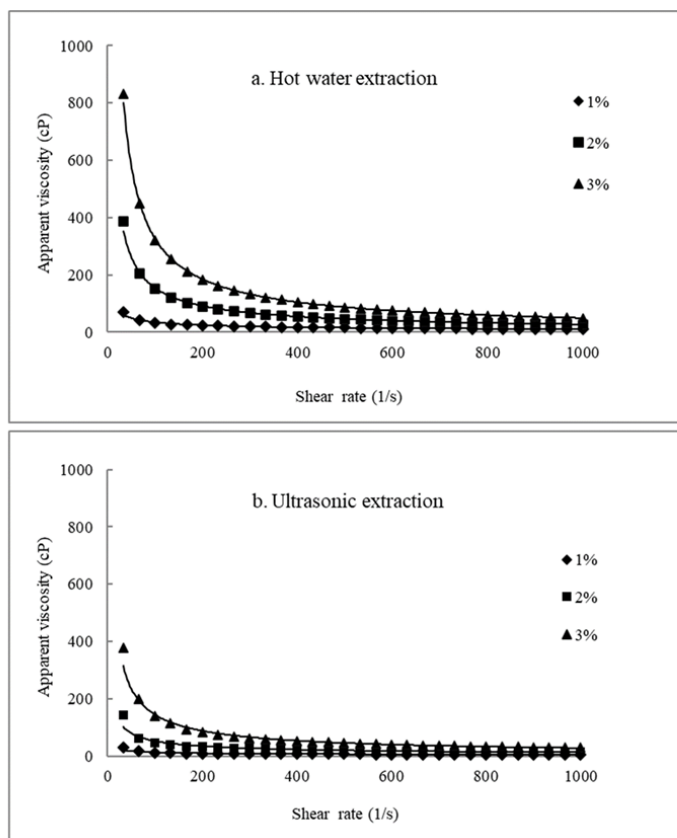 a. Hot water extraction
Apparent viscosity (cP)
1000
800
600
400
200
0
0 200 400 600 800 1000
Shear rate (1/s)
1%
2%
3%
b. Ultrasonic extraction
Apparent viscosity (cP)
1000
800
600
400
200
0
0 200 400 600 800 1000
Shear rate (1/s)
1%
2%
3%